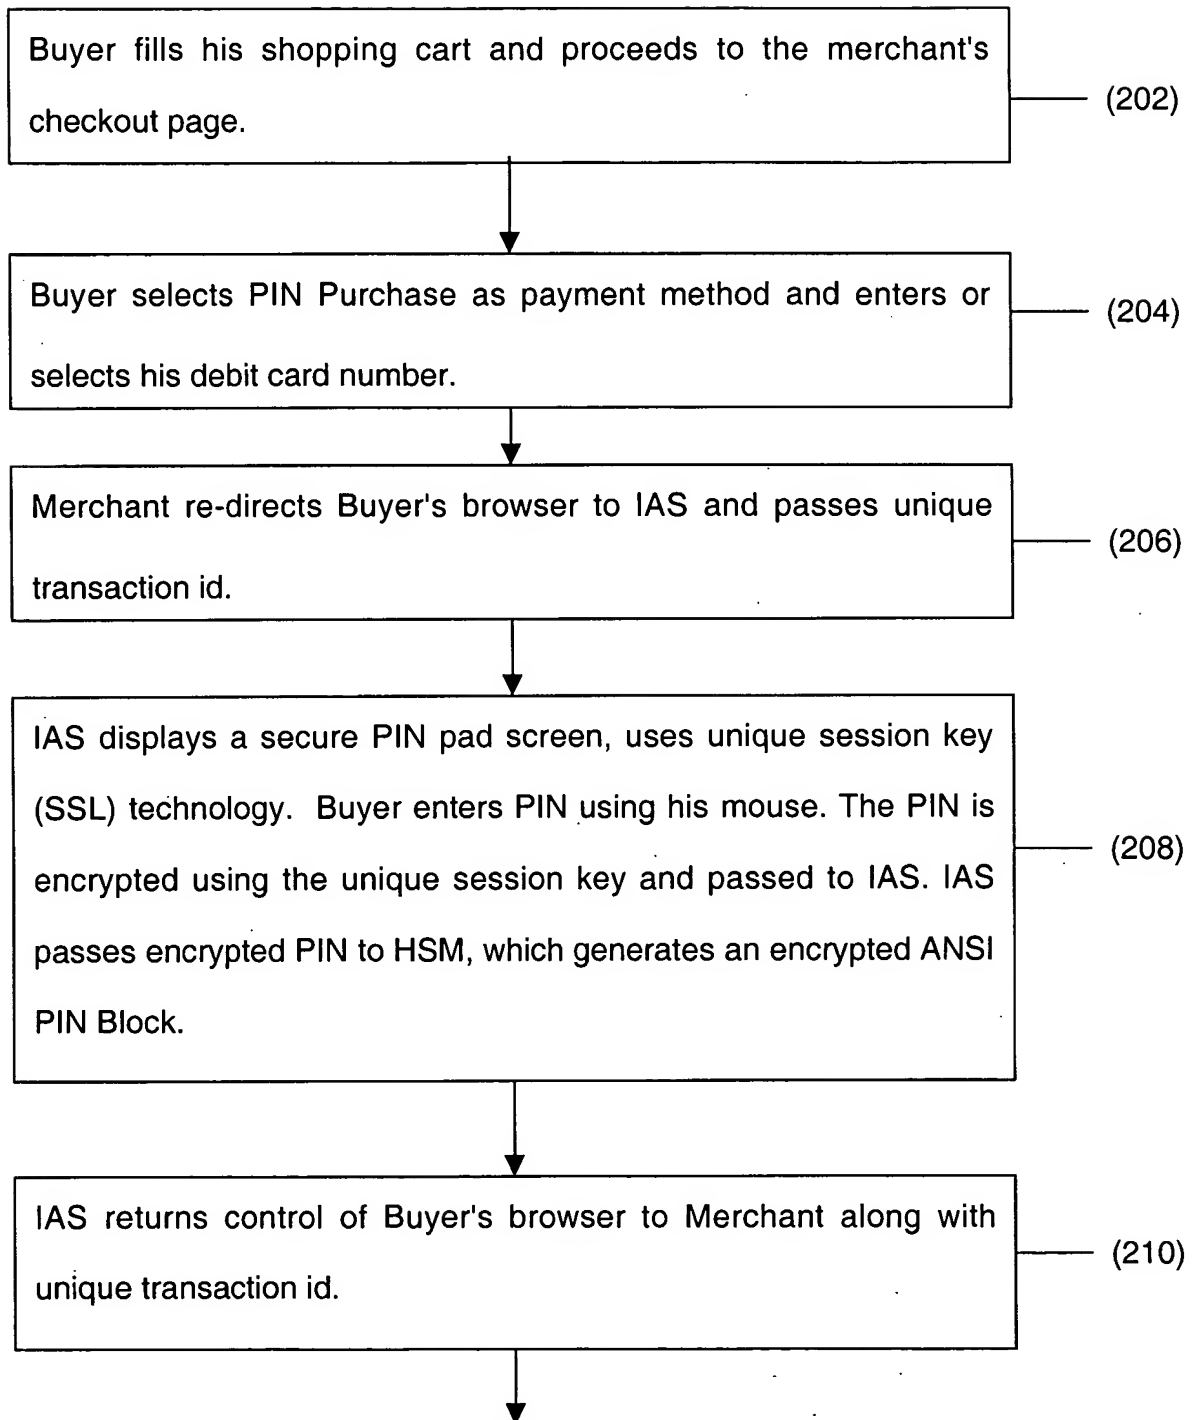 Buyer fills his shopping cart and proceeds to the merchant's
checkout page.
(202)
Buyer selects PIN Purchase as payment method and enters or
selects his debit card number.
(204)
Merchant re-directs Buyer's browser to IAS and passes unique
transaction id.
(206)
IAS displays a secure PIN pad screen, uses unique session key
(SSL) technology. Buyer enters PIN using his mouse. The PIN is
encrypted using the unique session key and passed to IAS. IAS
passes encrypted PIN to HSM, which generates an encrypted ANSI
PIN Block.
(208)
IAS returns control of Buyer's browser to Merchant along with
unique transaction id.
(210)